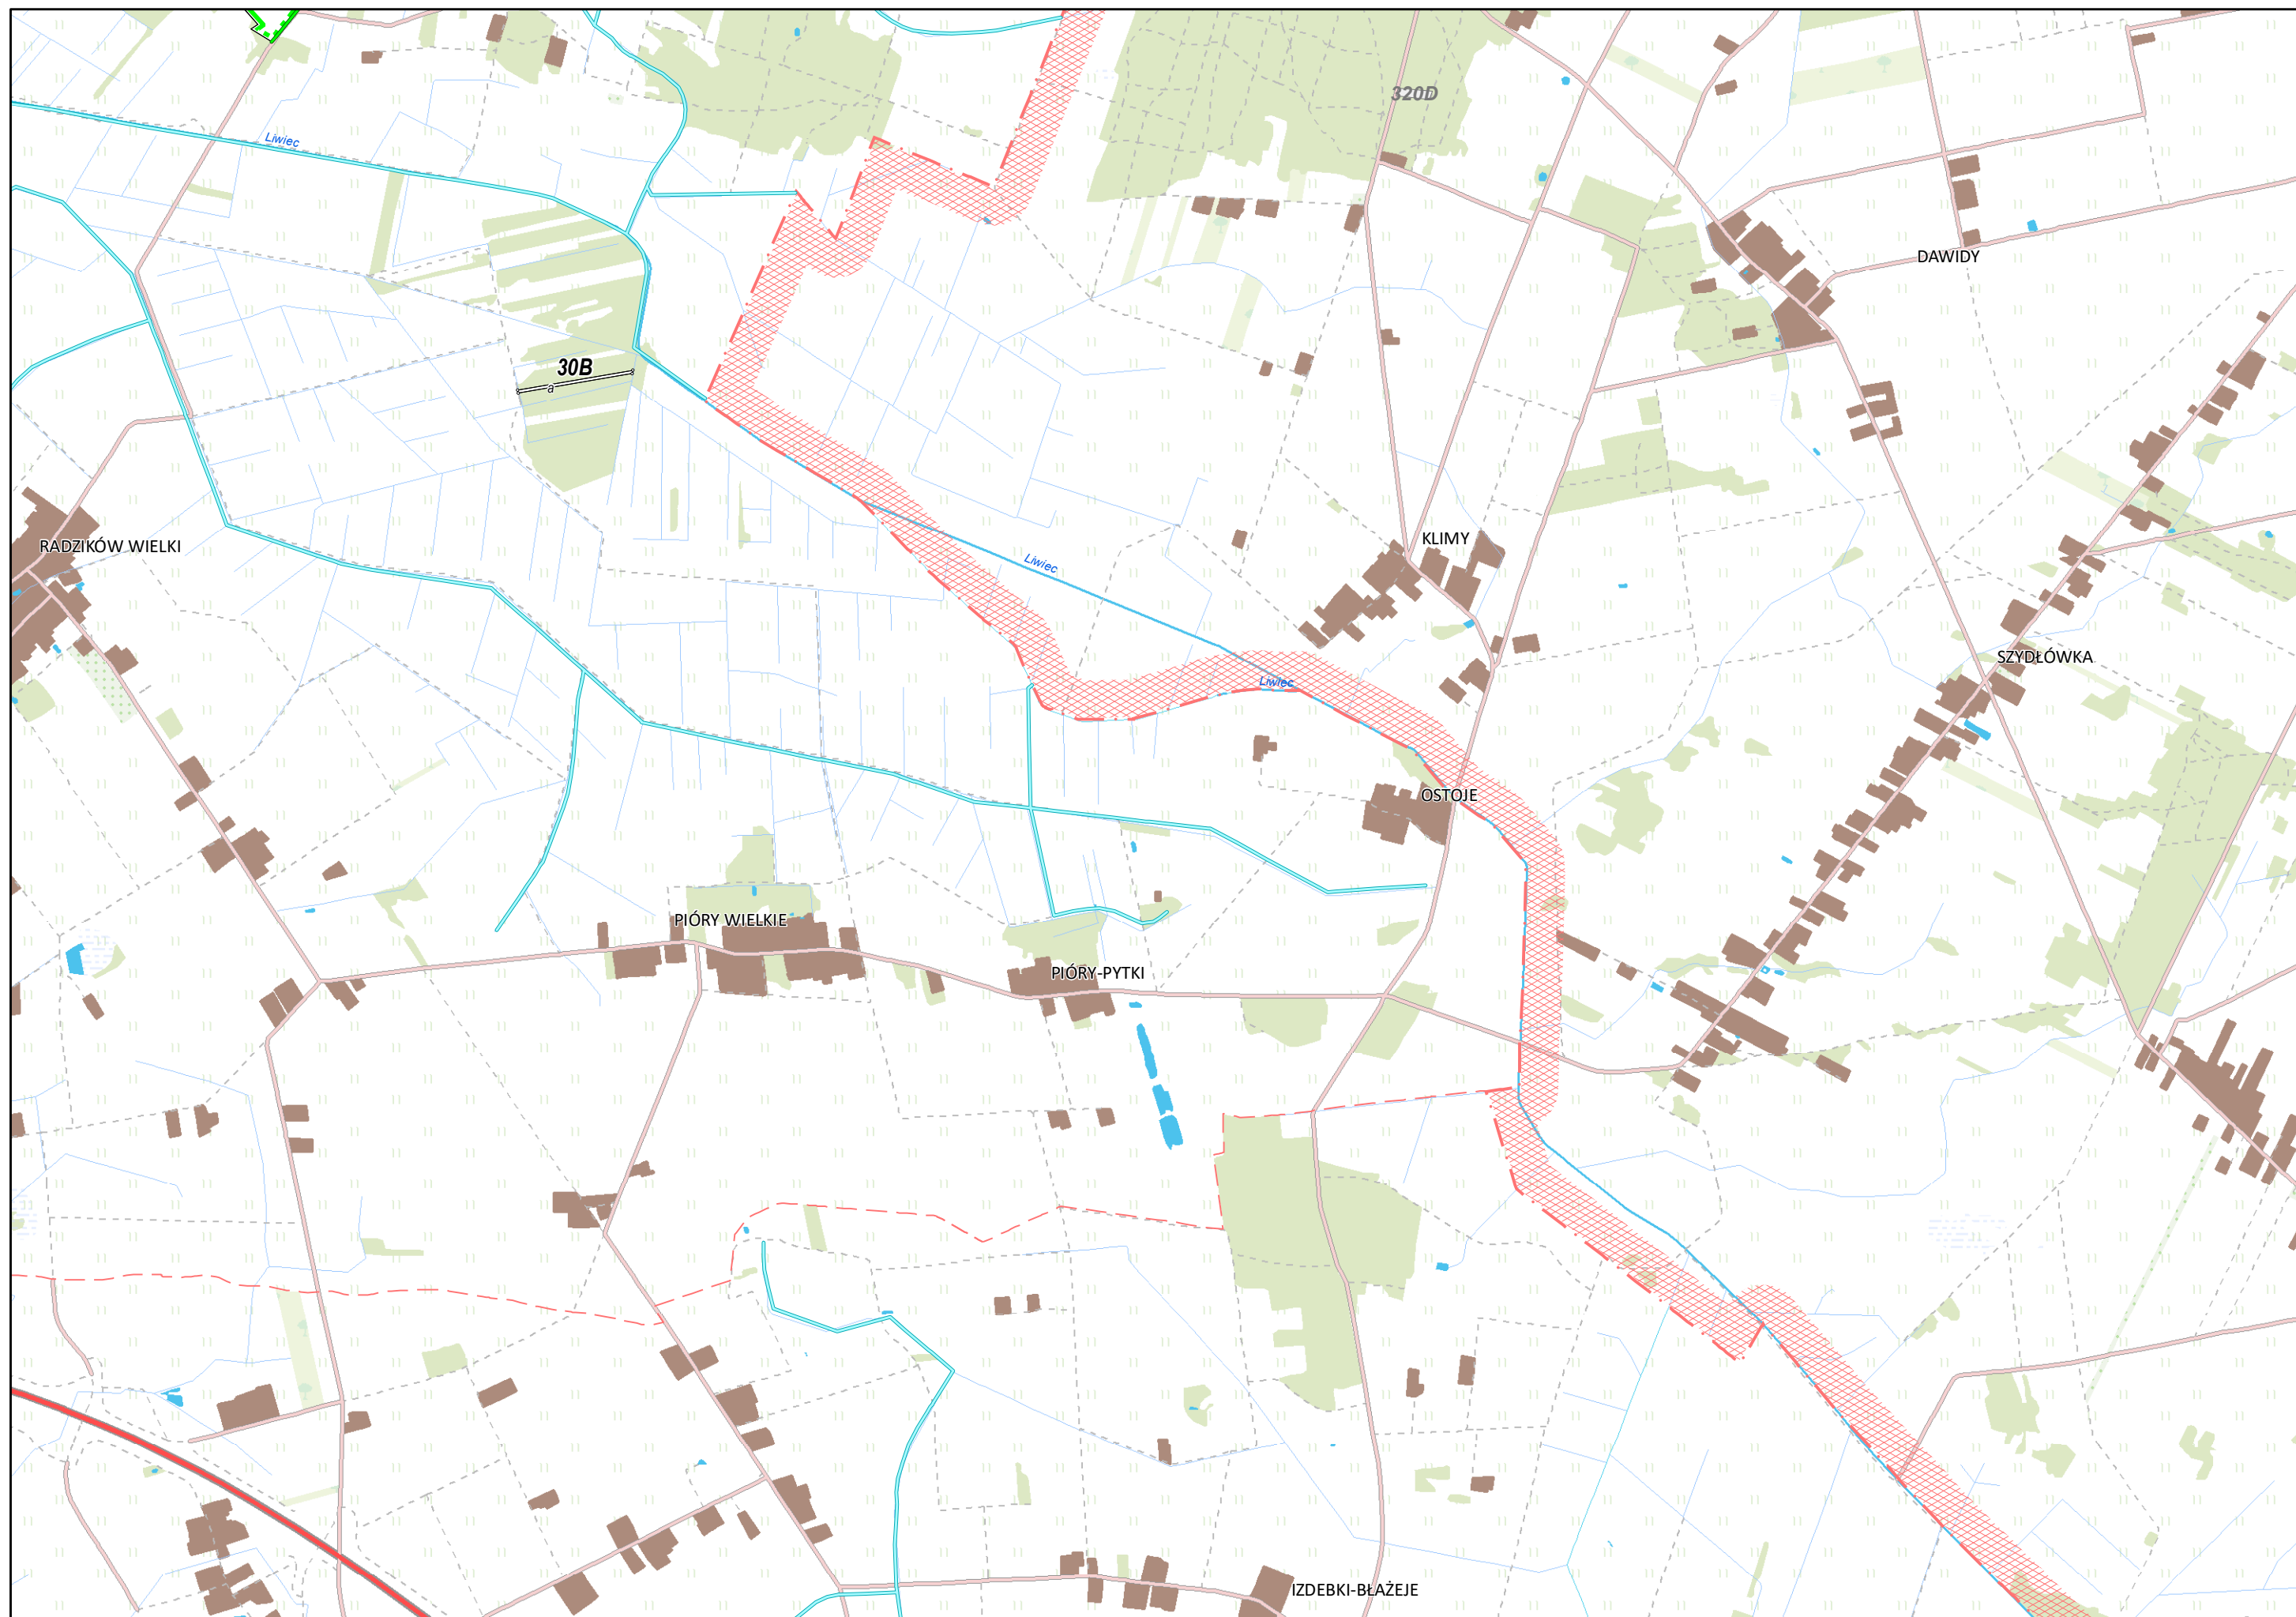 320D
Liwiec
DAWIDY
30B
a
KLIMY
RADZIKÓW WIELKI
Liwiec
SZYDŁÓWKA
Liwiec
OSTOJE
PIÓRY WIELKIE
PIÓRY-PYTKI
IZDEBKI-BŁAŻEJE